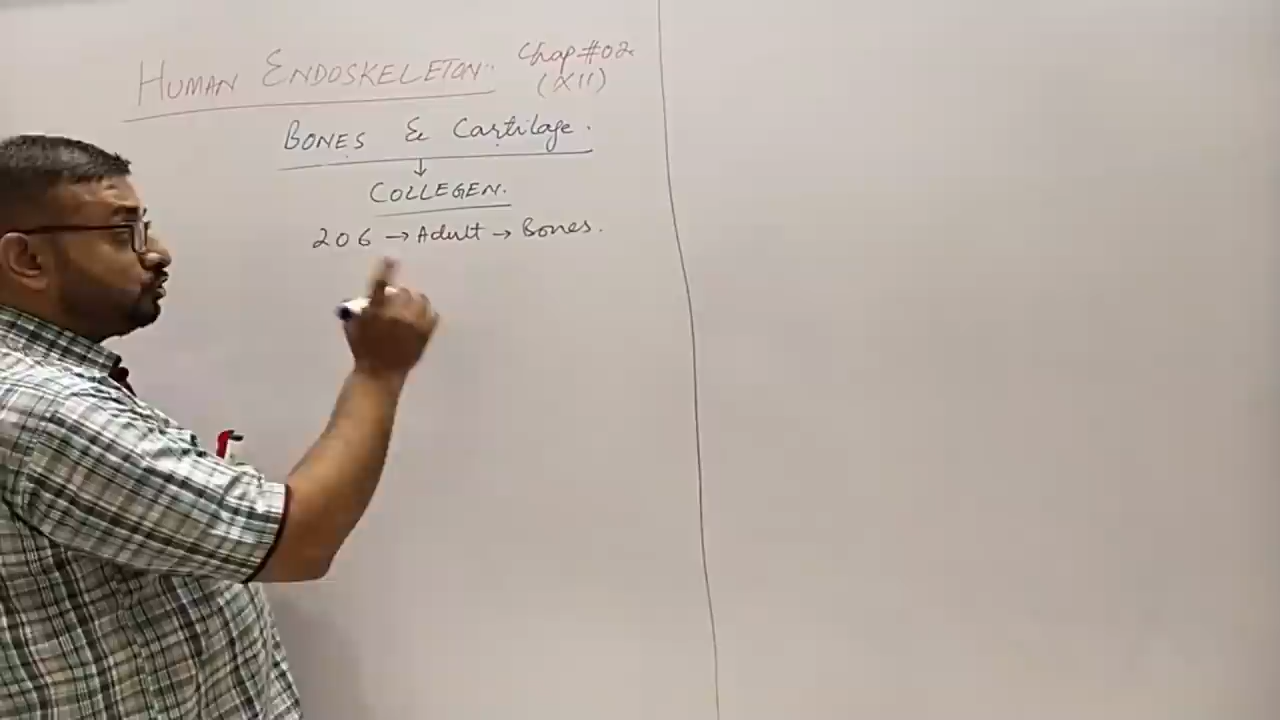 HUMAN ENDOSKELETON. Chap#02
(XII)
BONES & Cartilage.
↓
COLLEGEN.
206 → Adult → Bones.